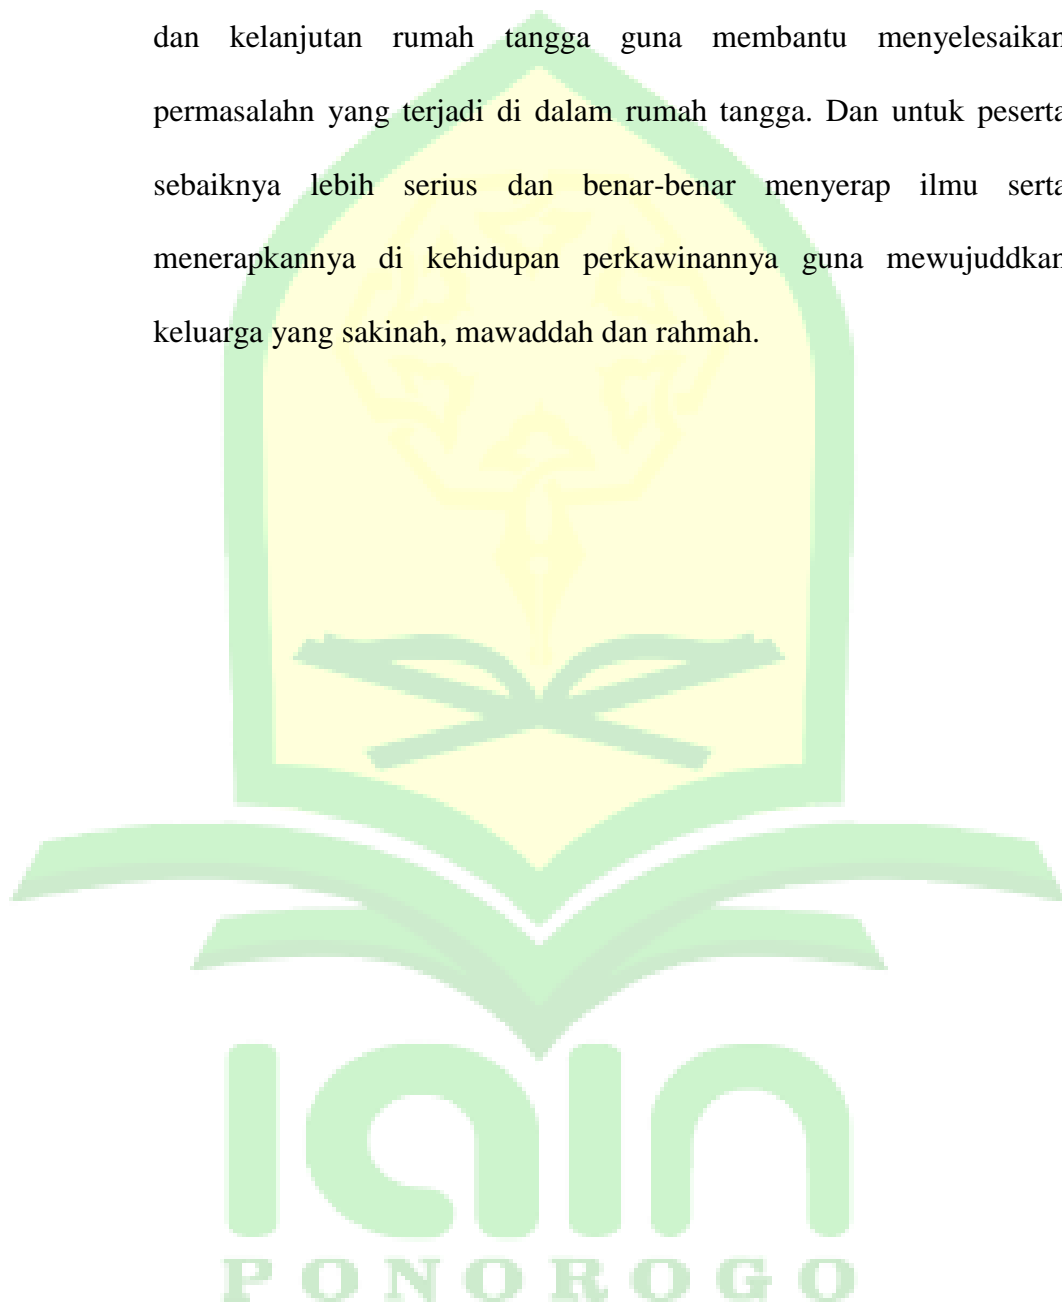 dan kelanjutan rumah tangga guna membantu menyelesaikan
permasalahn yang terjadi di dalam rumah tangga. Dan untuk peserta
sebaiknya lebih serius dan benar-benar menyerap ilmu serta
menerapkannya di kehidupan perkawinannya guna mewujuddkan
keluarga yang sakinah, mawaddah dan rahmah.
iain
PONOROGO